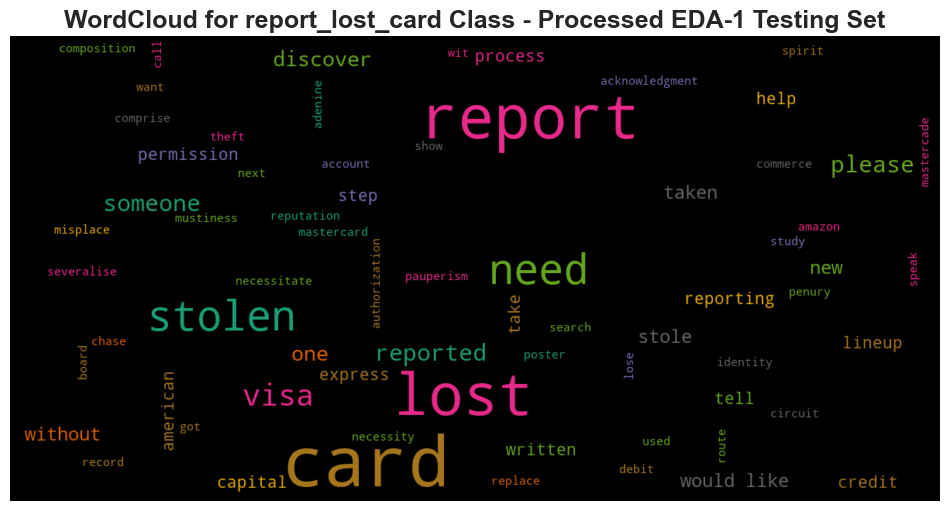 WordCloud for report_lost_card Class - Processed EDA-1 Testing Set
composition
call
discover
wit
process
spirit
want
adenine
acknowledgment
help
report
comprise
theft
permission
show
mastercade
next
account
commerce
please
step
taken
someone
mustiness
reputation
misplace
mastercard
amazon
study
severalise
necessitate
authorization
pauperism
need
new
speak
penury
stolen
take
reporting
search
chase
board
one
reported
poster
stole
lineup
lose
identity
express
visa
lost
american
tell
circuit
without
got
necessity
written
used
route
record
card
capital
replace
debit
would like
credit